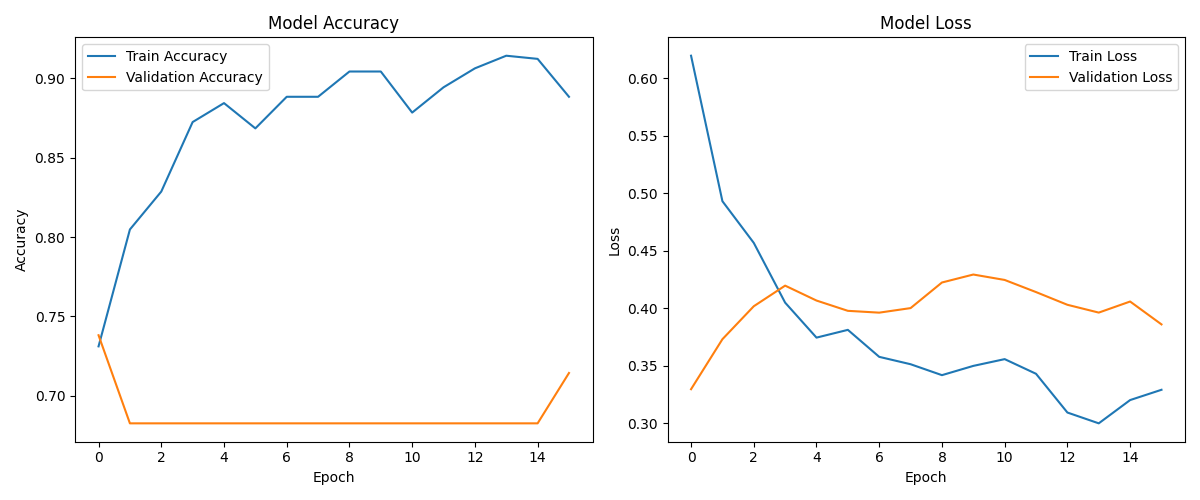 Model Accuracy
Train Accuracy
Validation Accuracy
0.90
0.85
0.80
0.75
0.70
Accuracy
0 2 4 6 8 10 12 14
Epoch
Model Loss
Train Loss
Validation Loss
0.60
0.55
0.50
0.45
0.40
0.35
0.30
Loss
0 2 4 6 8 10 12 14
Epoch